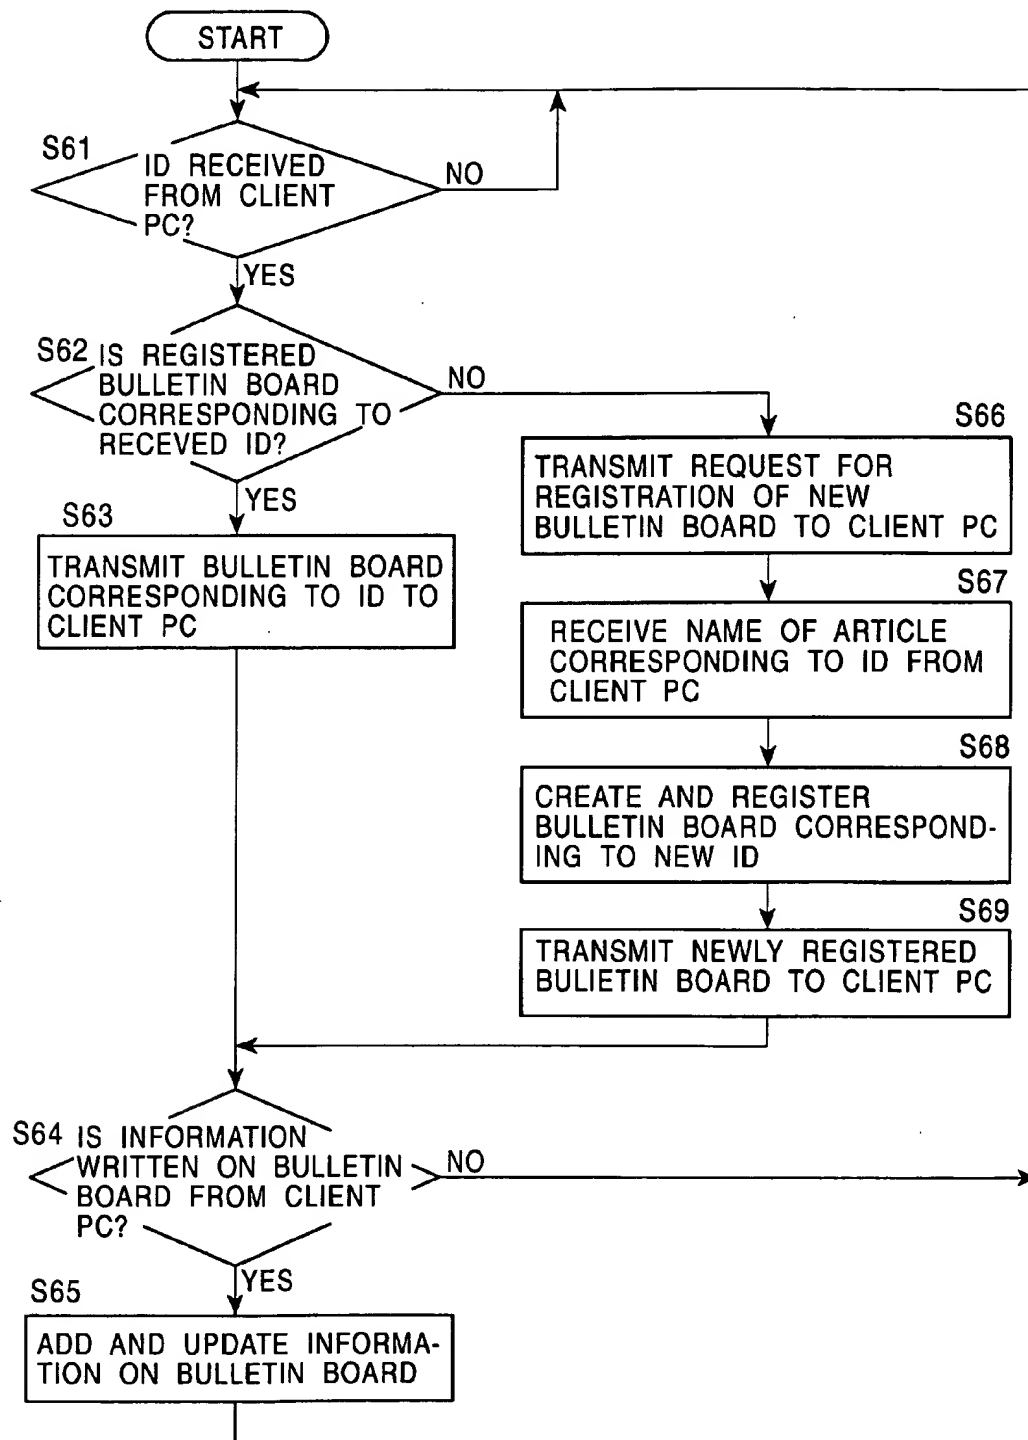 START
S61
ID RECEIVED
FROM CLIENT
PC?
NO
YES
S62
IS REGISTERED
BULLETIN BOARD
CORRESPONDING TO
RECEVED ID?
NO
YES
S63
TRANSMIT BULLETIN BOARD
CORRESPONDING TO ID TO
CLIENT PC
S66
TRANSMIT REQUEST FOR
REGISTRATION OF NEW
BULLETIN BOARD TO CLIENT PC
S67
RECEIVE NAME OF ARTICLE
CORRESPONDING TO ID FROM
CLIENT PC
S68
CREATE AND REGISTER
BULLETIN BOARD CORRESPOND-
ING TO NEW ID
S69
TRANSMIT NEWLY REGISTERED
BULIETIN BOARD TO CLIENT PC
S64
IS INFORMATION
WRITTEN ON BULLETIN
BOARD FROM CLIENT
PC?
NO
YES
S65
ADD AND UPDATE INFORMA-
TION ON BULLETIN BOARD